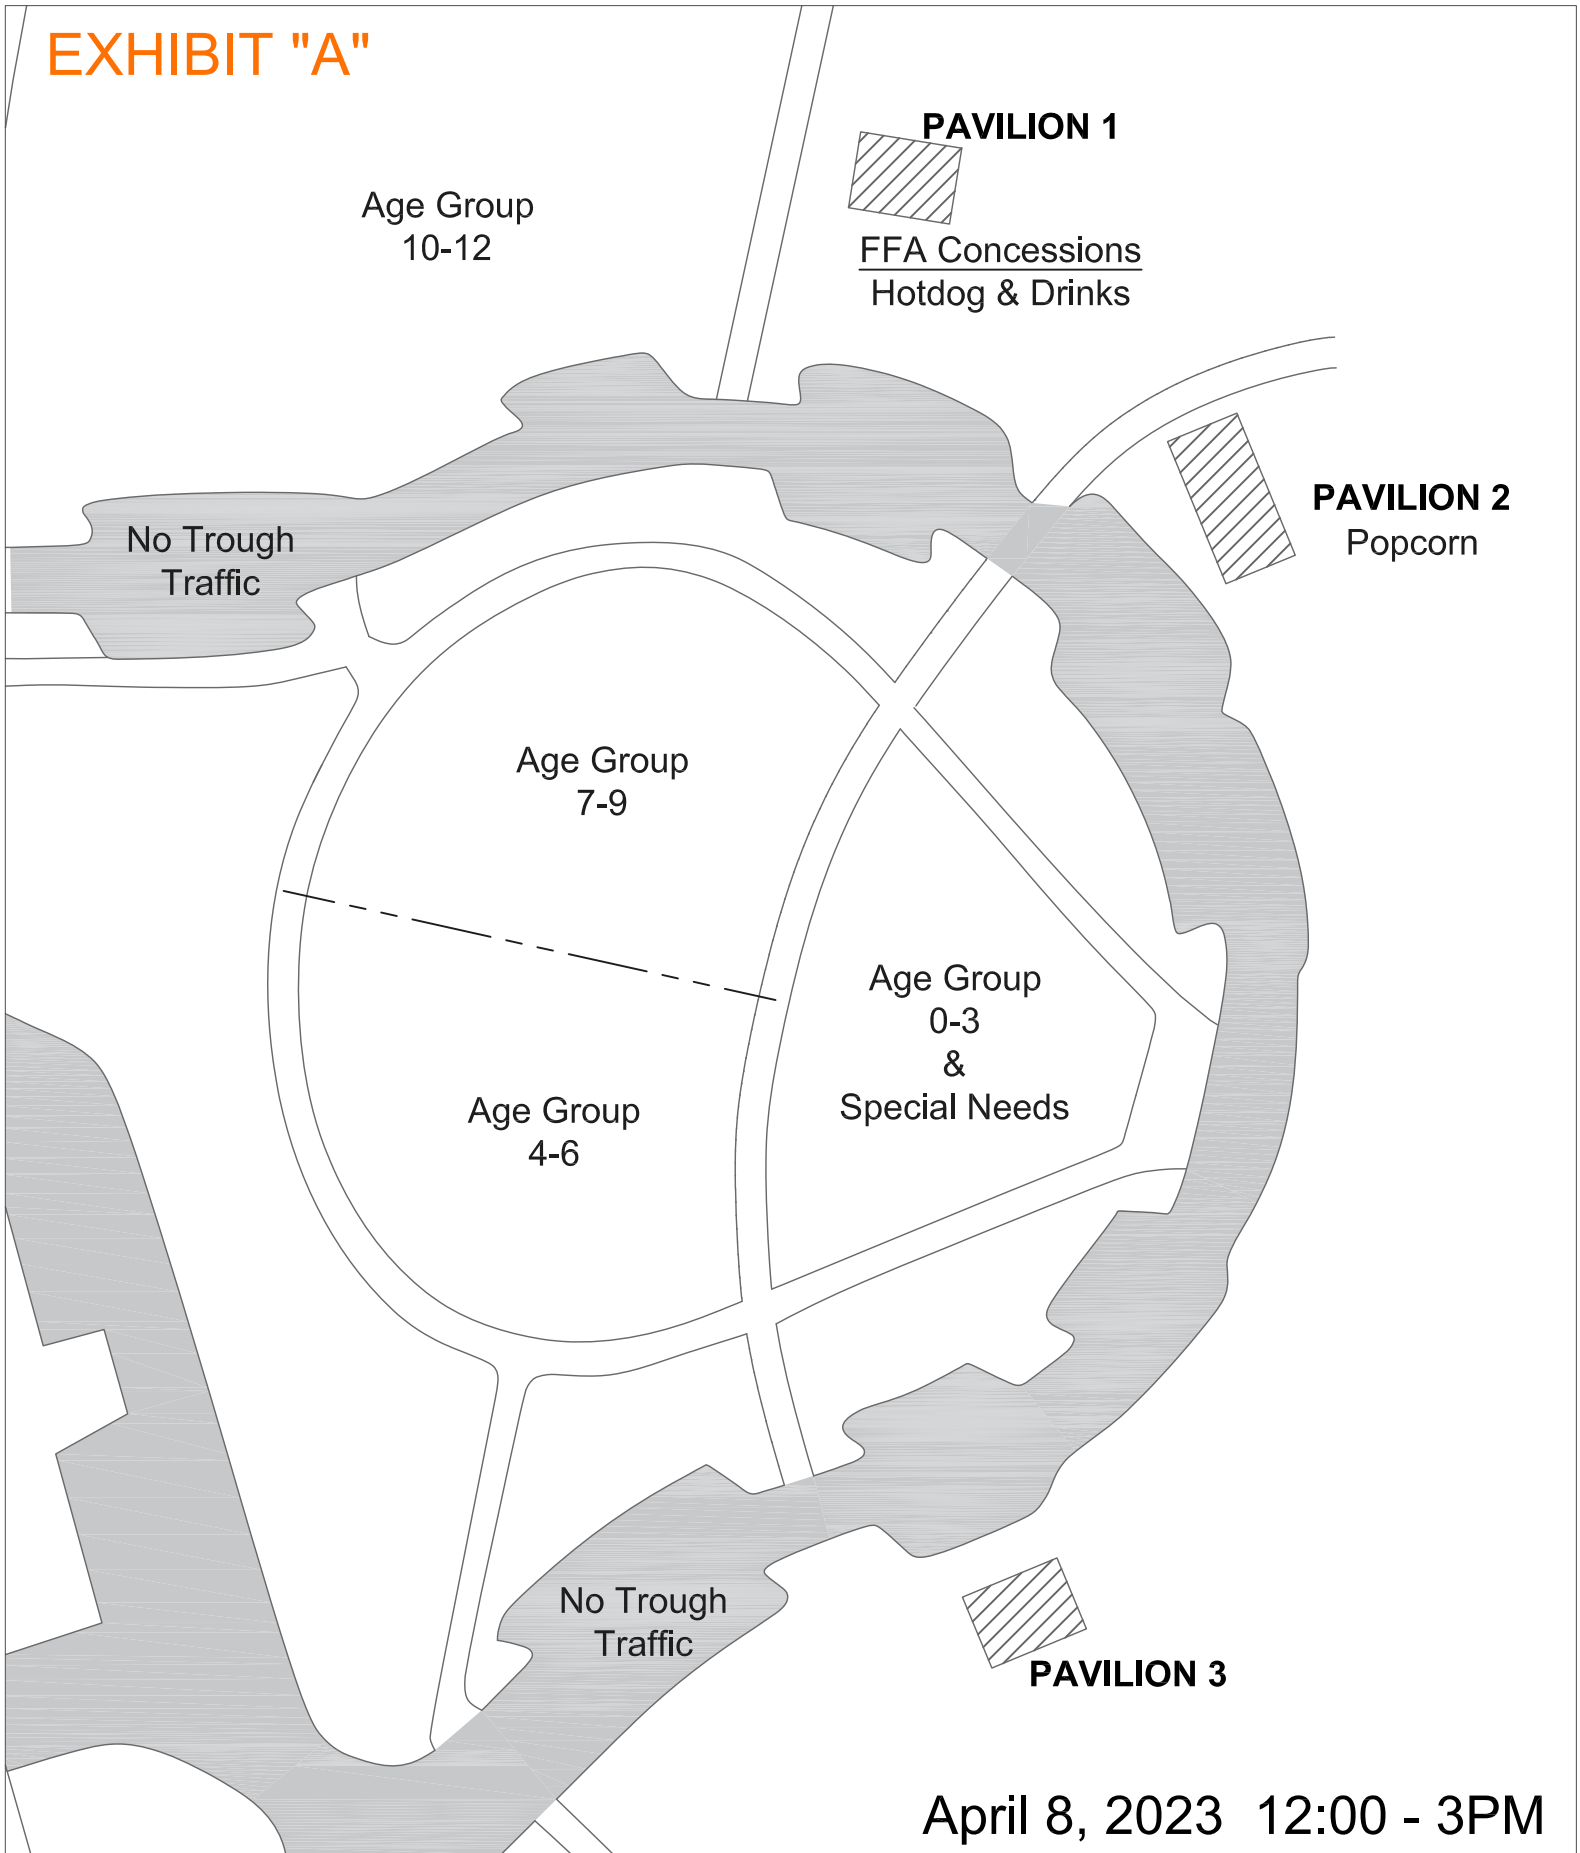 EXHIBIT "A"
PAVILION 1
Age Group
10-12
FFA Concessions
Hotdog & Drinks
PAVILION 2
Popcorn
No Trough
Traffic
Age Group
7-9
Age Group
0-3
&
Special Needs
Age Group
4-6
No Trough
Traffic
PAVILION 3
April 8, 2023 12:00 - 3PM